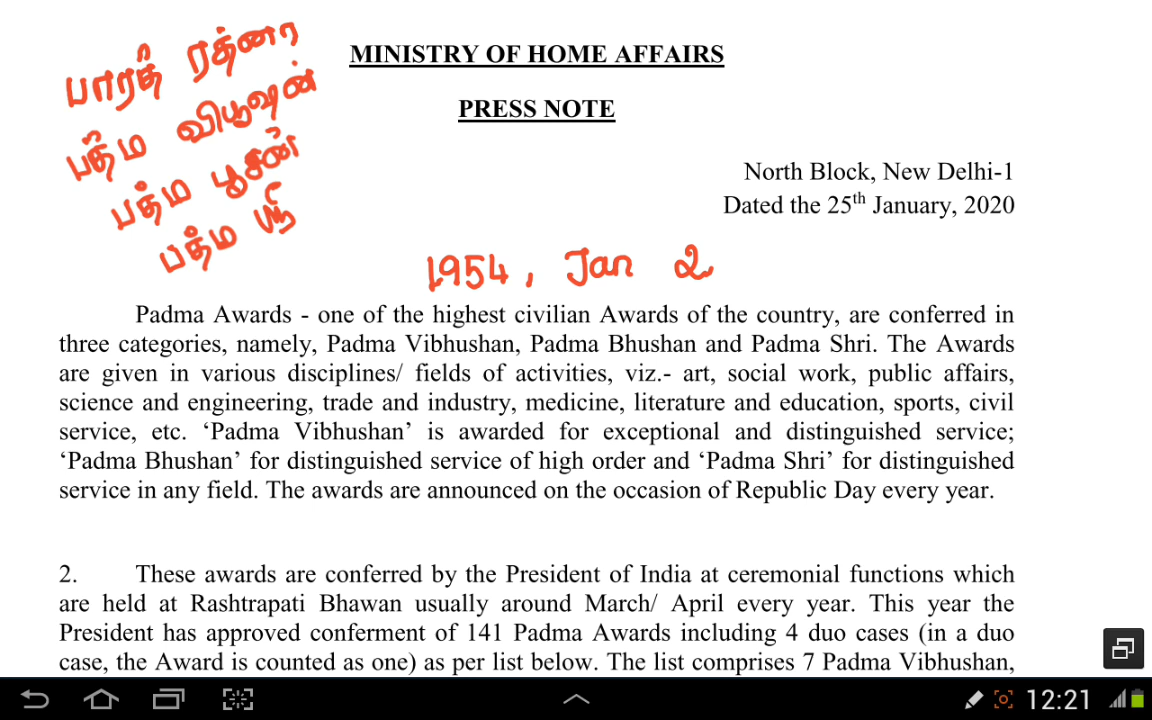 பாரத் ரத்னா
பத்ம விபூஷன்
பத்ம பூசன்
பத்ம ஸ்ரீ
MINISTRY OF HOME AFFAIRS
PRESS NOTE
North Block, New Delhi-1
Dated the 25th January, 2020
1954, Jan 2
Padma Awards - one of the highest civilian Awards of the country, are conferred in
three categories, namely, Padma Vibhushan, Padma Bhushan and Padma Shri. The Awards
are given in various disciplines/ fields of activities, viz.- art, social work, public affairs,
science and engineering, trade and industry, medicine, literature and education, sports, civil
service, etc. ‘Padma Vibhushan’ is awarded for exceptional and distinguished service;
‘Padma Bhushan’ for distinguished service of high order and ‘Padma Shri’ for distinguished
service in any field. The awards are announced on the occasion of Republic Day every year.
2. These awards are conferred by the President of India at ceremonial functions which
are held at Rashtrapati Bhawan usually around March/ April every year. This year the
President has approved conferment of 141 Padma Awards including 4 duo cases (in a duo
case, the Award is counted as one) as per list below. The list comprises 7 Padma Vibhushan,
12:21